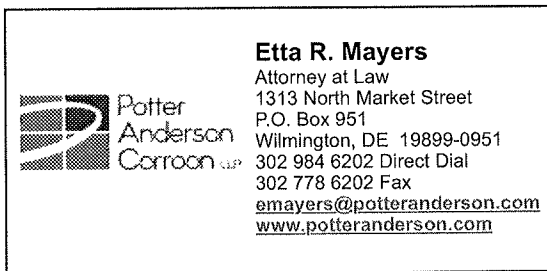 Potter
Anderson
Corroon LLP
Etta R. Mayers
Attorney at Law
1313 North Market Street
P.O. Box 951
Wilmington, DE 19899-0951
302 984 6202 Direct Dial
302 778 6202 Fax
emayers@potteranderson.com
www.potteranderson.com